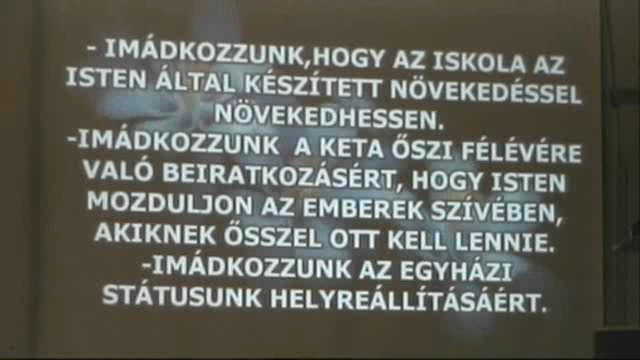 - IMÁDKOZZUNK,HOGY AZ ISKOLA AZ
ISTEN ÁLTAL KÉSZÍTETT NÖVEKEDÉSSEL
NÖVEKEDHESSEN.
-IMÁDKOZZUNK A KETA ŐSZI FÉLÉVÉRE
VALÓ BEIRATKOZÁSÉRT, HOGY ISTEN
MOZDULJON AZ EMBEREK SZÍVÉBEN,
AKIKNEK ŐSSZEL OTT KELL LENNIE.
-IMÁDKOZZUNK AZ EGYHÁZI
STÁTUSUNK HELYREÁLLÍTÁSÁÉRT.